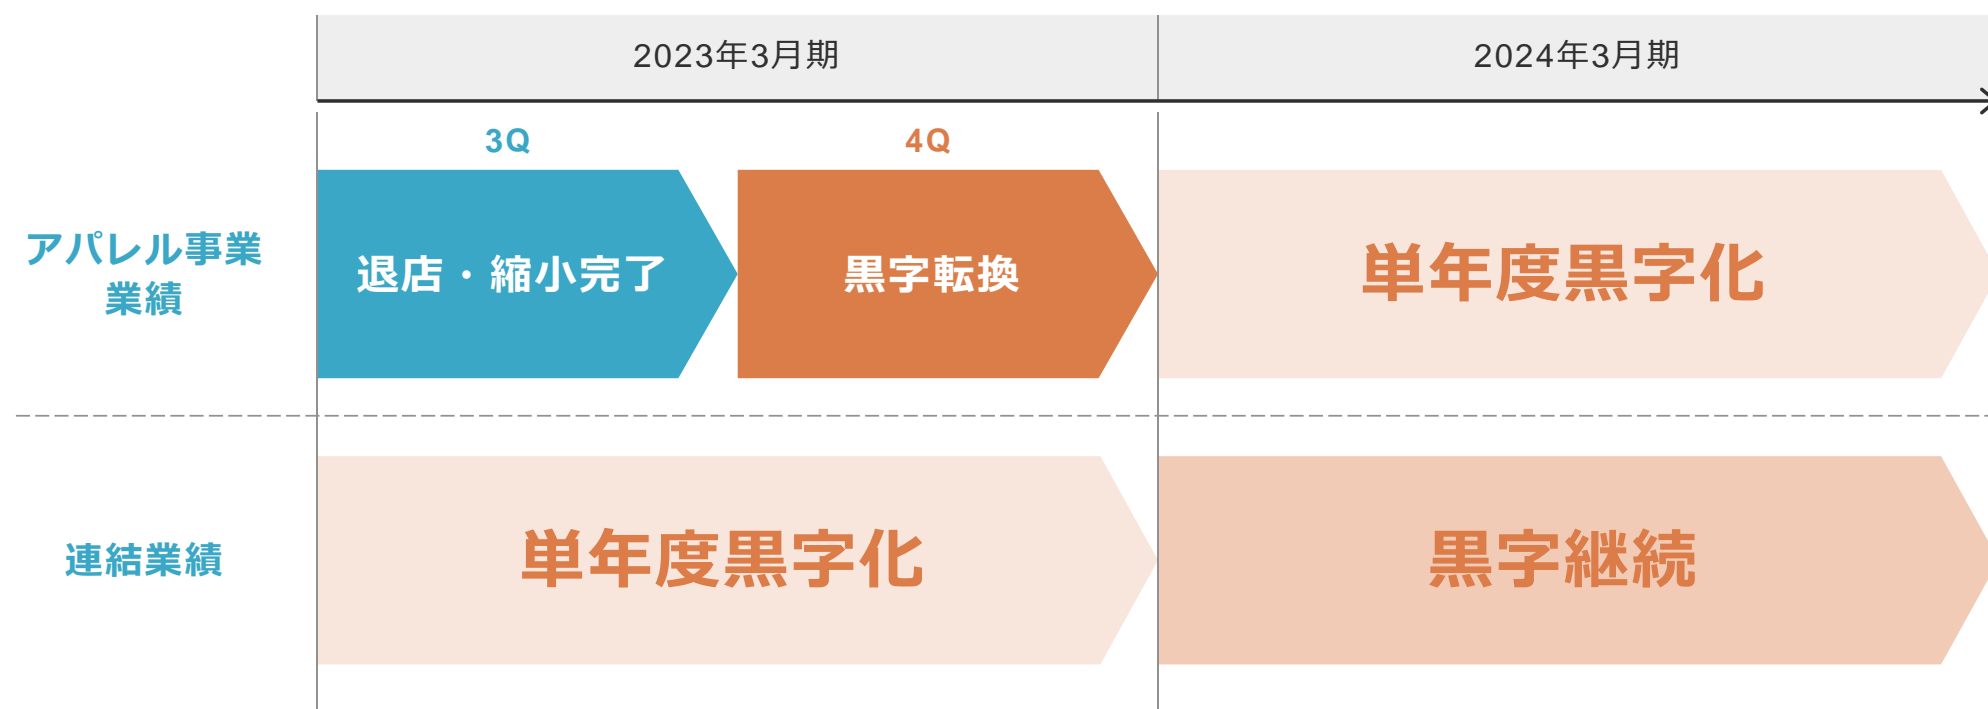 2023年3月期
2024年3月期
3Q
4Q
アパレル事業
業績
退店・縮小完了
黒字転換
単年度黒字化
連結業績
単年度黒字化
黒字継続